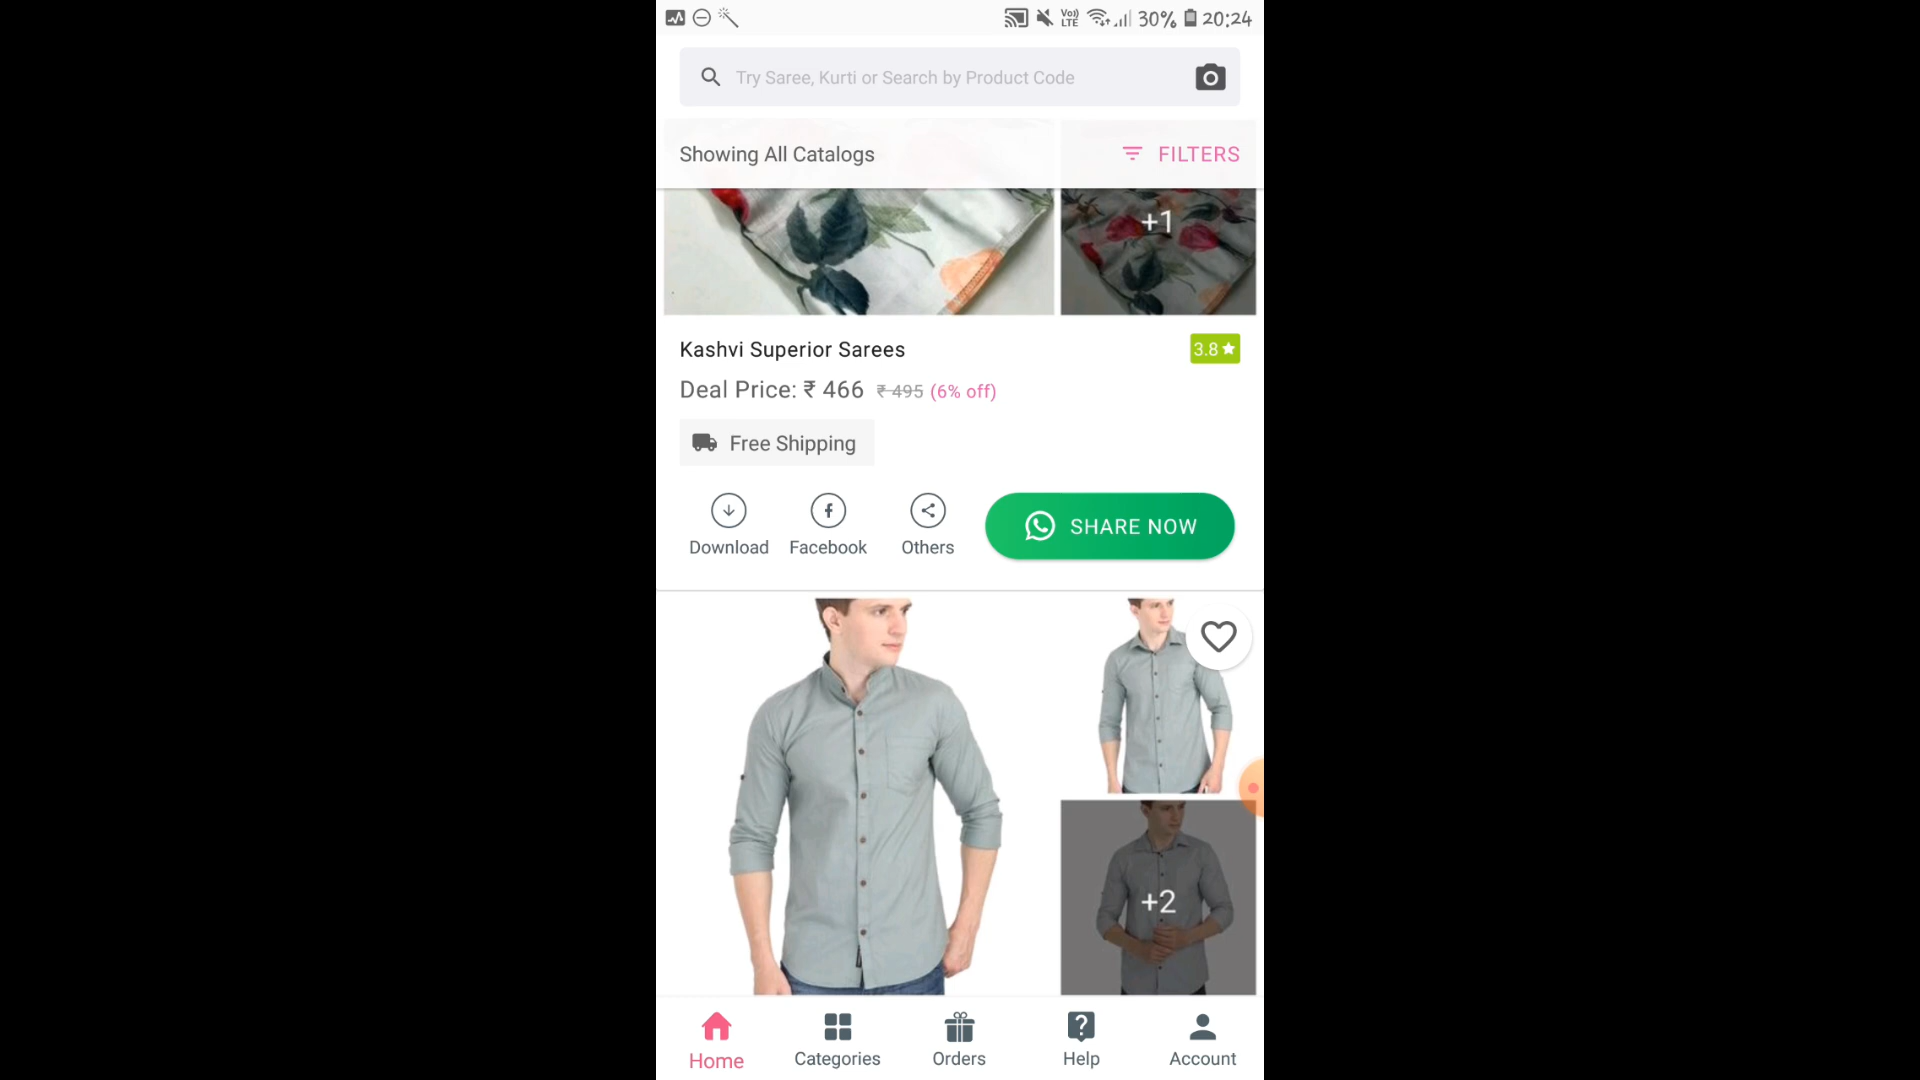 Vo)) LTE 30% 20:24
Try Saree, Kurti or Search by Product Code
Showing All Catalogs
FILTERS
+1
Kashvi Superior Sarees
3.8
Deal Price: ₹ 466 ₹ 495 (6% off)
Free Shipping
Download
Facebook
Others
SHARE NOW
+2
Home
Categories
Orders
Help
Account